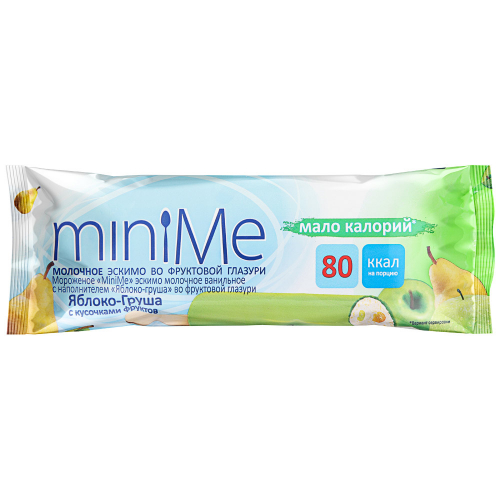 miniMe
МОЛОЧНОЕ ЭСКИМО ВО ФРУКТОВОЙ ГЛАЗУРИ
Мороженое «MiniMe» эскимо молочное ванильное
с наполнителем «Яблоко-груша» во фруктовой глазури
Яблоко-Груша
с кусочками фруктов
мало калорий*
80
ккал
на порцию